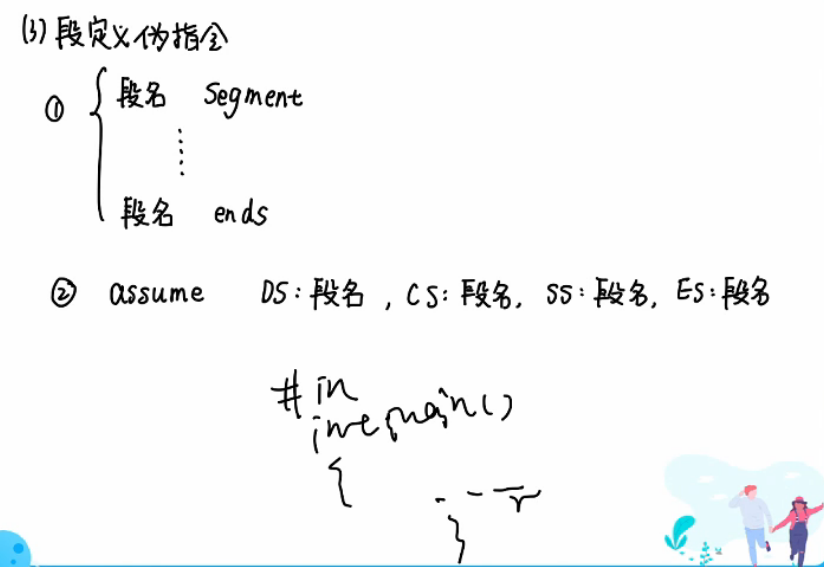 (3) 段定义伪指令
① { 段名 Segment
⋮
段名 ends
② assume DS:段名, CS:段名, SS:段名, ES:段名
#in
int main()
{
}